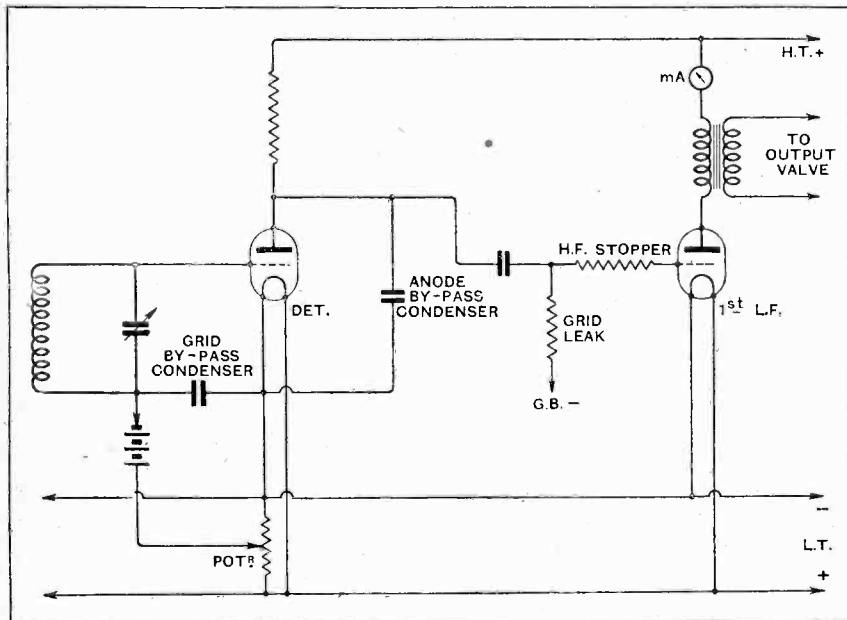 H.T.+
mA
TO
OUTPUT
VALVE
H.F. STOPPER
ANODE
BY-PASS
CONDENSER
DET.
1st L.F.
GRID
BY-PASS
CONDENSER
GRID
LEAK
G.B. –
–
L.T.
+
POTR.